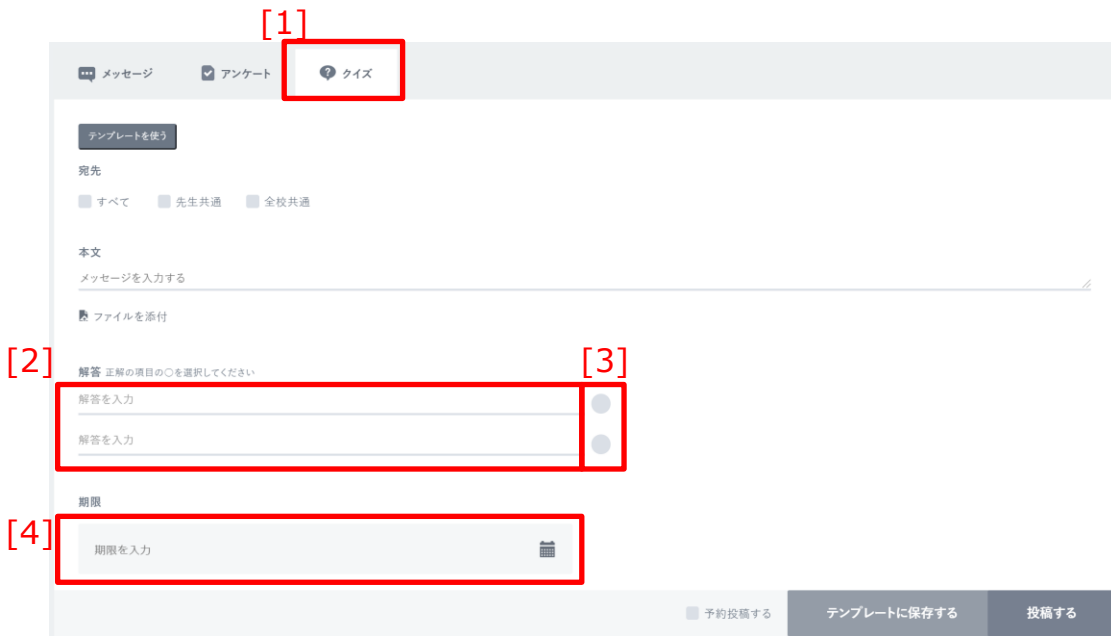 [1]
メッセージ アンケート クイズ
テンプレートを使う
宛先
すべて 先生共通 全校共通
本文
メッセージを入力する
ファイルを添付
[2] [3]
解答 正解の項目の○を選択してください
解答を入力
解答を入力
期限
[4]
期限を入力
予約投稿する テンプレートに保存する 投稿する